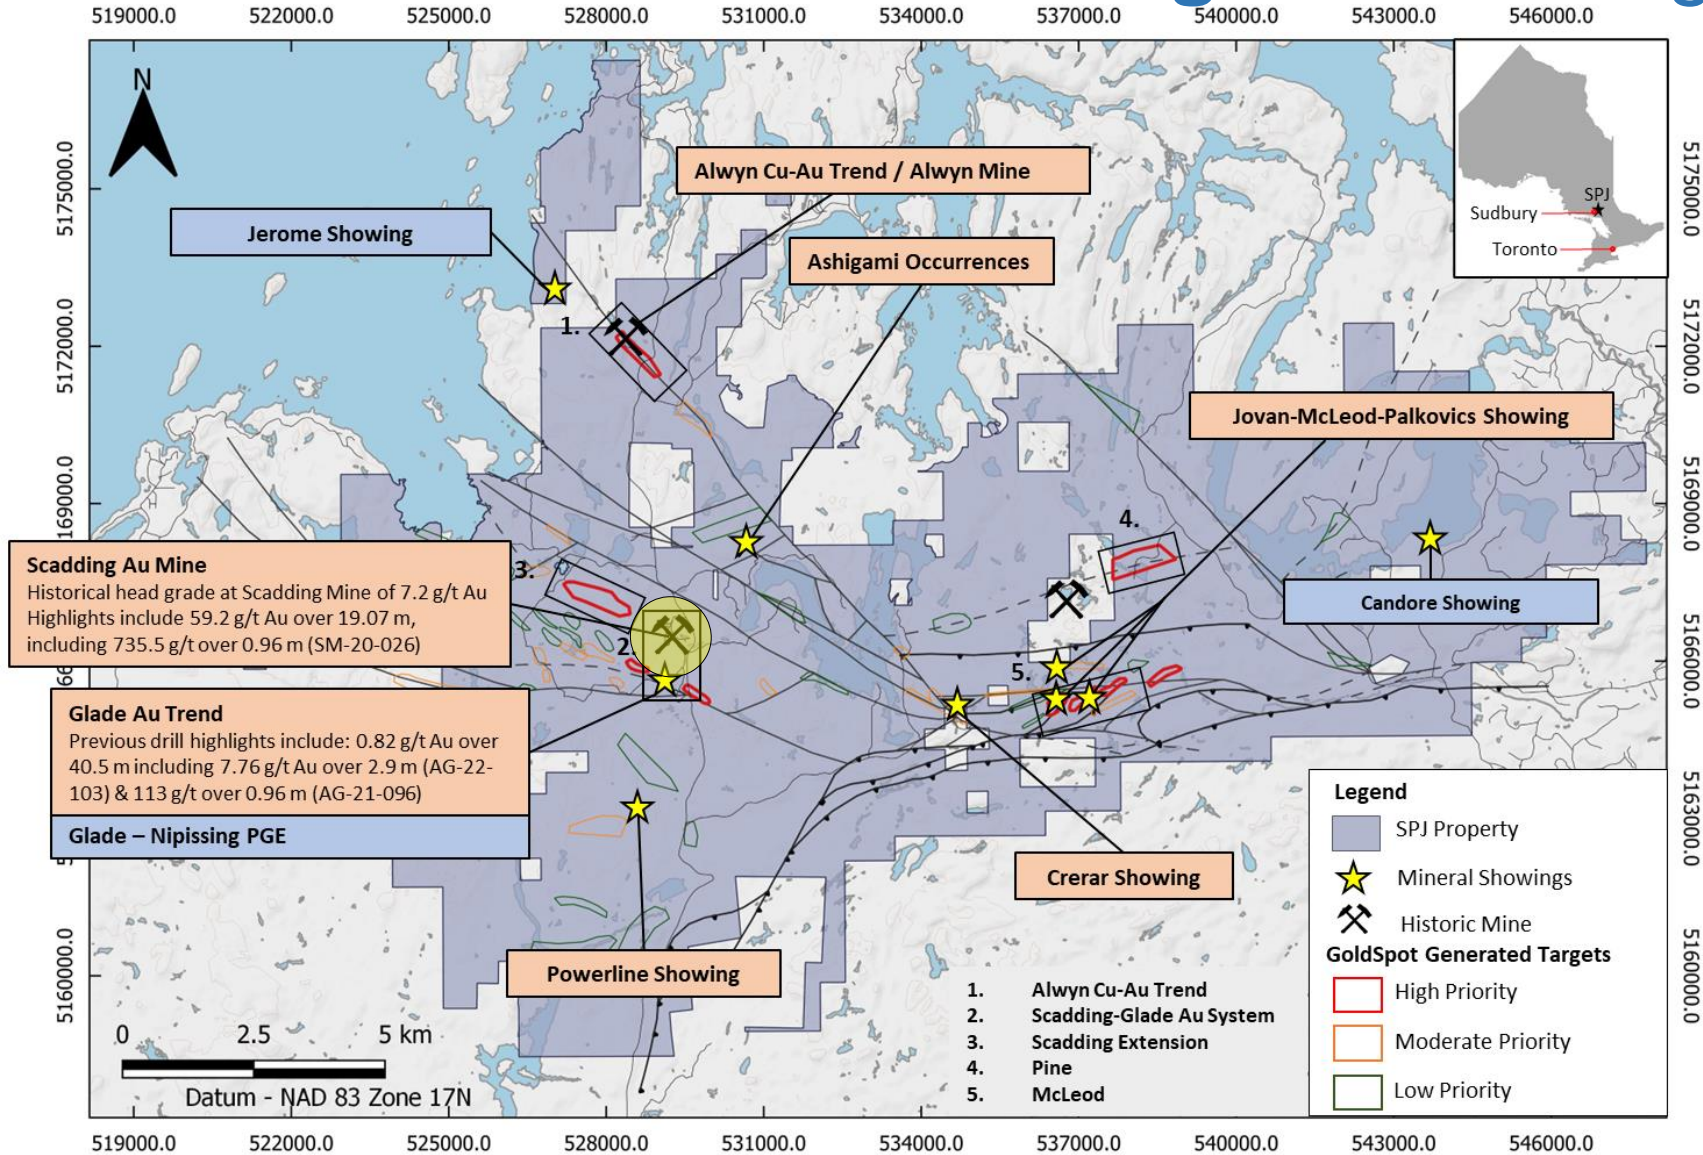 519000.0 522000.0 525000.0 528000.0 531000.0 534000.0 537000.0 540000.0 543000.0 546000.0
N
5175000.0
5172000.0
5169000.0
5160000.0
5175000.0
5172000.0
5169000.0
5166000.0
5163000.0
5160000.0
SPJ
Sudbury
Toronto
Alwyn Cu-Au Trend / Alwyn Mine
Jerome Showing
Ashigami Occurrences
1.
Jovan-McLeod-Palkovics Showing
4.
3.
Scadding Au Mine
Historical head grade at Scadding Mine of 7.2 g/t Au
Highlights include 59.2 g/t Au over 19.07 m,
including 735.5 g/t over 0.96 m (SM-20-026)
Candore Showing
2.
5.
Glade Au Trend
Previous drill highlights include: 0.82 g/t Au over
40.5 m including 7.76 g/t Au over 2.9 m (AG-22-
103) & 113 g/t over 0.96 m (AG-21-096)
Glade – Nipissing PGE
Crerar Showing
Powerline Showing
Legend
SPJ Property
Mineral Showings
Historic Mine
GoldSpot Generated Targets
High Priority
Moderate Priority
Low Priority
1. Alwyn Cu-Au Trend
2. Scadding-Glade Au System
3. Scadding Extension
4. Pine
5. McLeod
0 2.5 5 km
Datum - NAD 83 Zone 17N
519000.0 522000.0 525000.0 528000.0 531000.0 534000.0 537000.0 540000.0 543000.0 546000.0